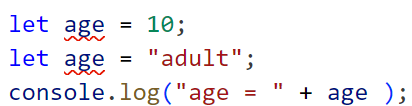 let age = 10;
let age = "adult";
console.log("age = " + age );